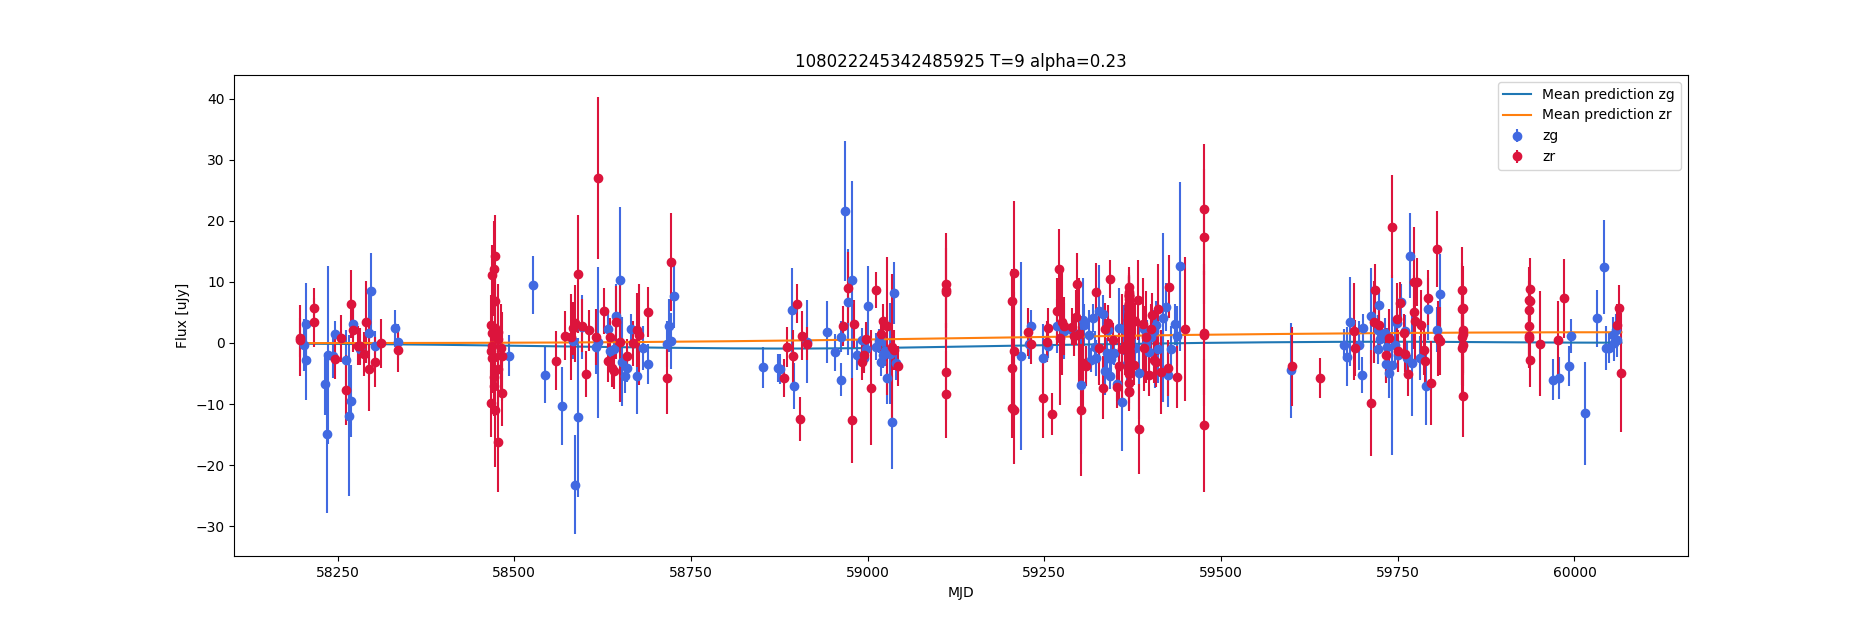 108022245342485925 T=9 alpha=0.23
Flux [uJy]
40
30
20
10
0
−10
−20
−30
58250
58500
58750
59000
59250
59500
59750
60000
MJD
Mean prediction zg
Mean prediction zr
zg
zr